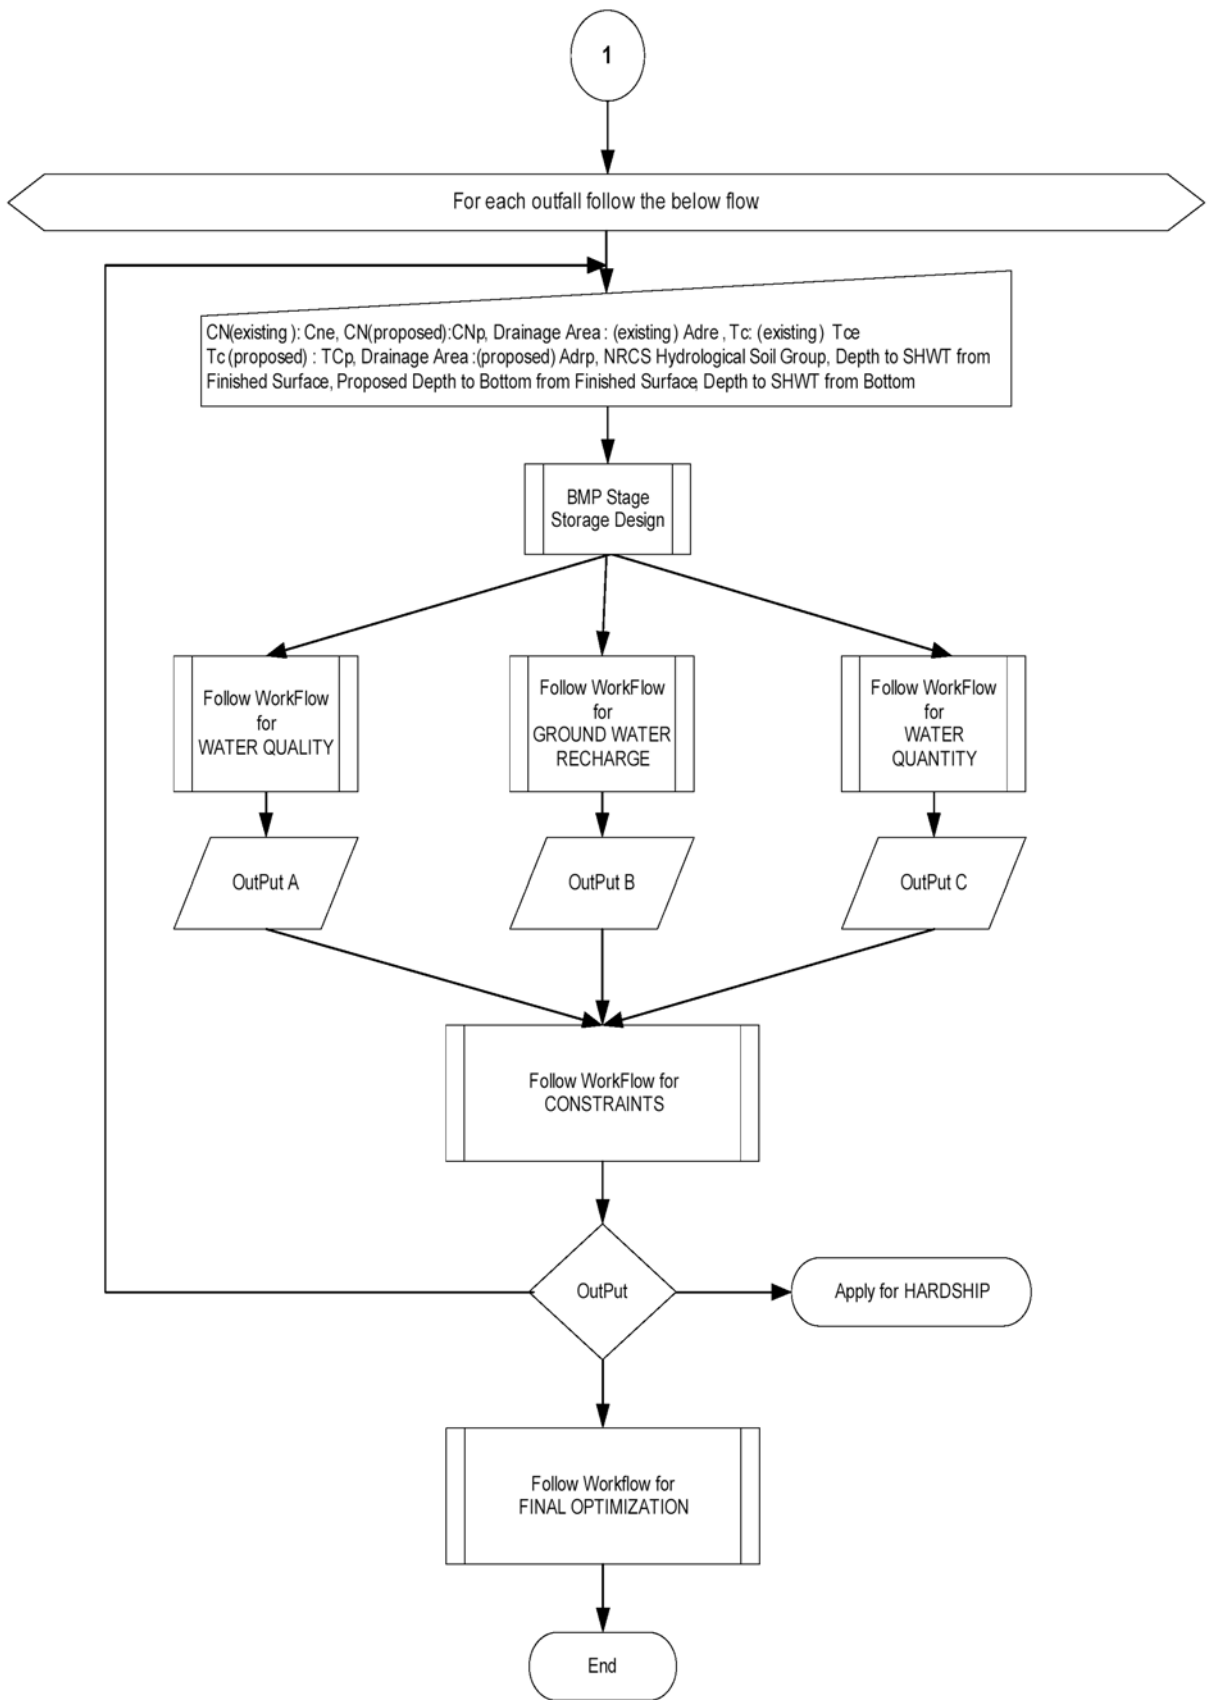 1
For each outfall follow the below flow
CN(existing): Cne, CN(proposed):CNp, Drainage Area: (existing) Adre, Tc: (existing) Tce
Tc (proposed) : TCp, Drainage Area :(proposed) Adrp, NRCS Hydrological Soil Group, Depth to SHWT from
Finished Surface, Proposed Depth to Bottom from Finished Surface, Depth to SHWT from Bottom
BMP Stage
Storage Design
Follow WorkFlow
for
WATER QUALITY
Follow WorkFlow
for
GROUND WATER
RECHARGE
Follow WorkFlow
for
WATER
QUANTITY
OutPut A
OutPut B
OutPut C
Follow WorkFlow for
CONSTRAINTS
OutPut
Apply for HARDSHIP
Follow Workflow for
FINAL OPTIMIZATION
End